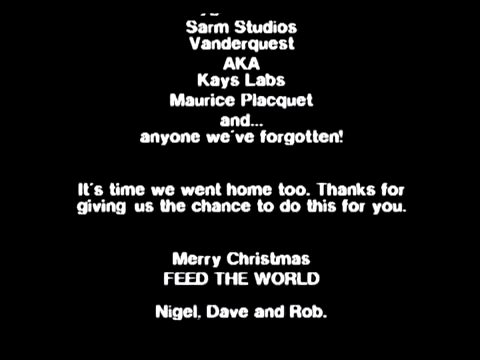 Sarm Studios
Vanderquest
AKA
Kays Labs
Maurice Placquet
and...
anyone we've forgotten!
It's time we went home too. Thanks for
giving us the chance to do this for you.
Merry Christmas
FEED THE WORLD
Nigel, Dave and Rob.